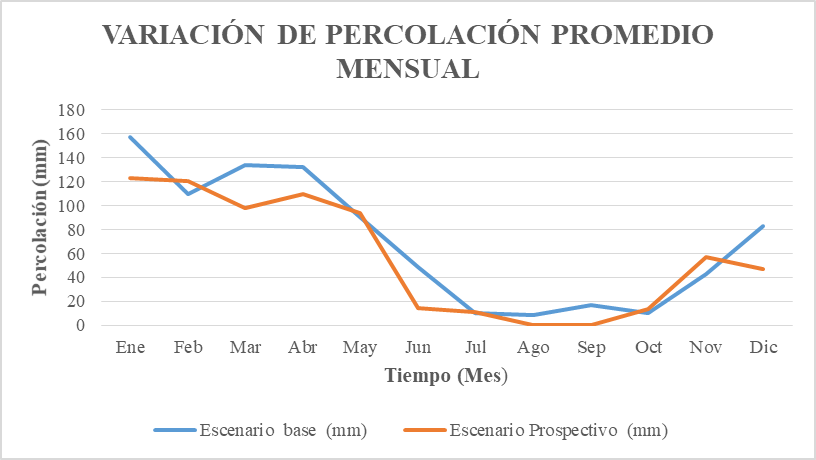 VARIACIÓN DE PERCOLACIÓN PROMEDIO
MENSUAL
Percolación (mm)
180
160
140
120
100
80
60
40
20
0
Ene Feb Mar Abr May Jun Jul Ago Sep Oct Nov Dic
Tiempo (Mes)
Escenario base (mm) Escenario Prospectivo (mm)